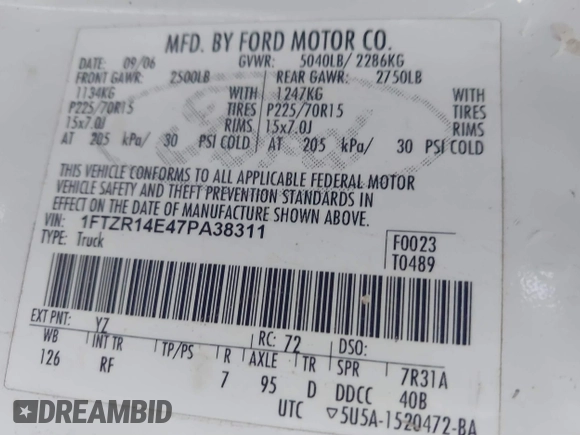 MFD. BY FORD MOTOR CO.
DATE: 09/06 GVWR: 5040LB/ 2286KG
FRONT GAWR: 2500LB REAR GAWR: 2750LB
1134KG WITH 1247KG WITH
P225/70R15 TIRES P225/70R15 TIRES
15x7.0J RIMS 15x7.0J RIMS
AT 205 kPa/ 30 PSI COLD AT 205 kPa/ 30 PSI COLD
THIS VEHICLE CONFORMS TO ALL APPLICABLE FEDERAL MOTOR
VEHICLE SAFETY AND THEFT PREVENTION STANDARDS IN
EFFECT ON THE DATE OF MANUFACTURE SHOWN ABOVE.
VIN: 1FTZR14E47PA38311
TYPE: Truck
F0023
T0489
EXT PNT: YZ RC: 72 DSO:
WB INT TR TP/PS R AXLE TR SPR 7R31A
126 RF 7 95 D DDCC 40B
UTC ▽5U5A-1520472-BA
DREAMBID